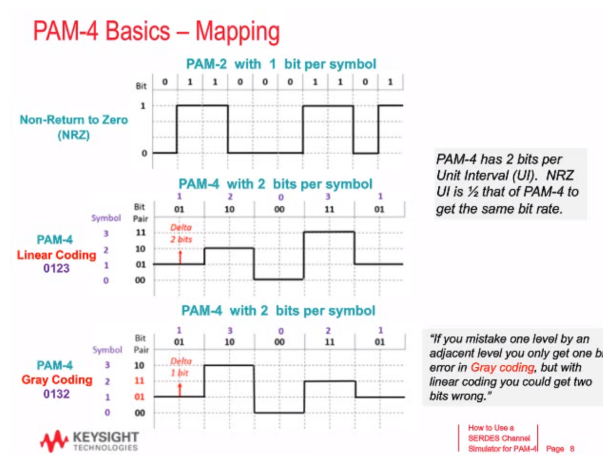 PAM-4 Basics – Mapping
PAM-2 with 1 bit per symbol
Bit 0 1 1 0 0 0 1 1 0 1
1
Non-Return to Zero
(NRZ)
0
PAM-4 has 2 bits per
Unit Interval (UI). NRZ
UI is ½ that of PAM-4 to
get the same bit rate.
PAM-4 with 2 bits per symbol
1 2 0 3 1
Bit 01 10 00 11 01
Symbol Pair
3 11
2 10
1 01
0 00
Delta
2 bits
PAM-4
Linear Coding
0123
PAM-4 with 2 bits per symbol
1 3 0 2 1
Bit 01 10 00 11 01
Symbol Pair
3 10
2 11
1 01
0 00
Delta
1 bit
PAM-4
Gray Coding
0132
"If you mistake one level by an
adjacent level you only get one b
error in Gray coding, but with
linear coding you could get two
bits wrong."
KEYSIGHT
TECHNOLOGIES
How to Use a
SERDES Channel
Simulator for PAM-4 Page 8